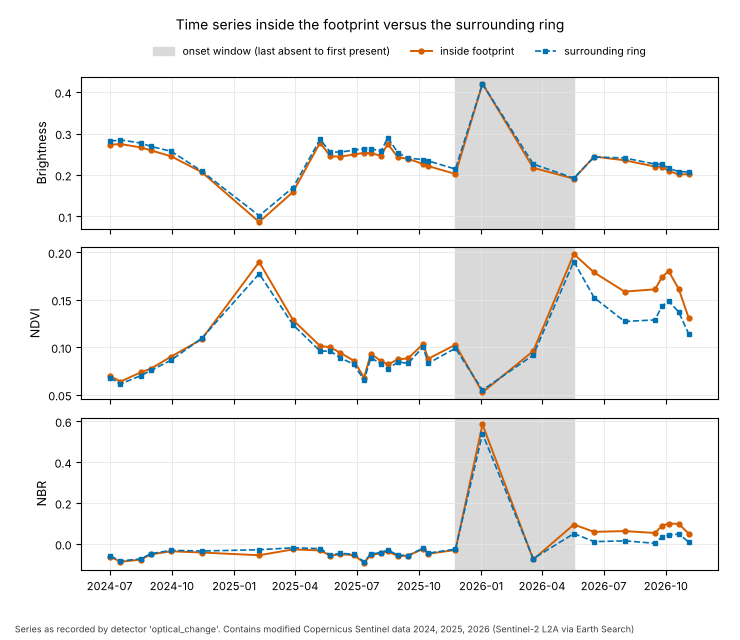 Time series inside the footprint versus the surrounding ring
onset window (last absent to first present) inside footprint surrounding ring
Brightness
0.4
0.3
0.2
0.1
NDVI
0.20
0.15
0.10
0.05
NBR
0.6
0.4
0.2
0.0
2024-07 2024-10 2025-01 2025-04 2025-07 2025-10 2026-01 2026-04 2026-07 2026-10
Series as recorded by detector 'optical_change'. Contains modified Copernicus Sentinel data 2024, 2025, 2026 (Sentinel-2 L2A via Earth Search)